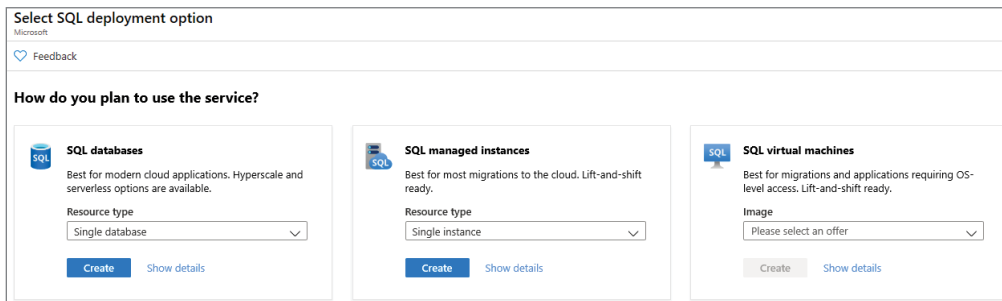 Select SQL deployment option
Microsoft
Feedback
How do you plan to use the service?
SQL
SQL databases
Best for modern cloud applications. Hyperscale and
serverless options are available.
Resource type
Single database
Create Show details
SQL
SQL managed instances
Best for most migrations to the cloud. Lift-and-shift
ready.
Resource type
Single instance
Create Show details
SQL
SQL virtual machines
Best for migrations and applications requiring OS-
level access. Lift-and-shift ready.
Image
Please select an offer
Create Show details